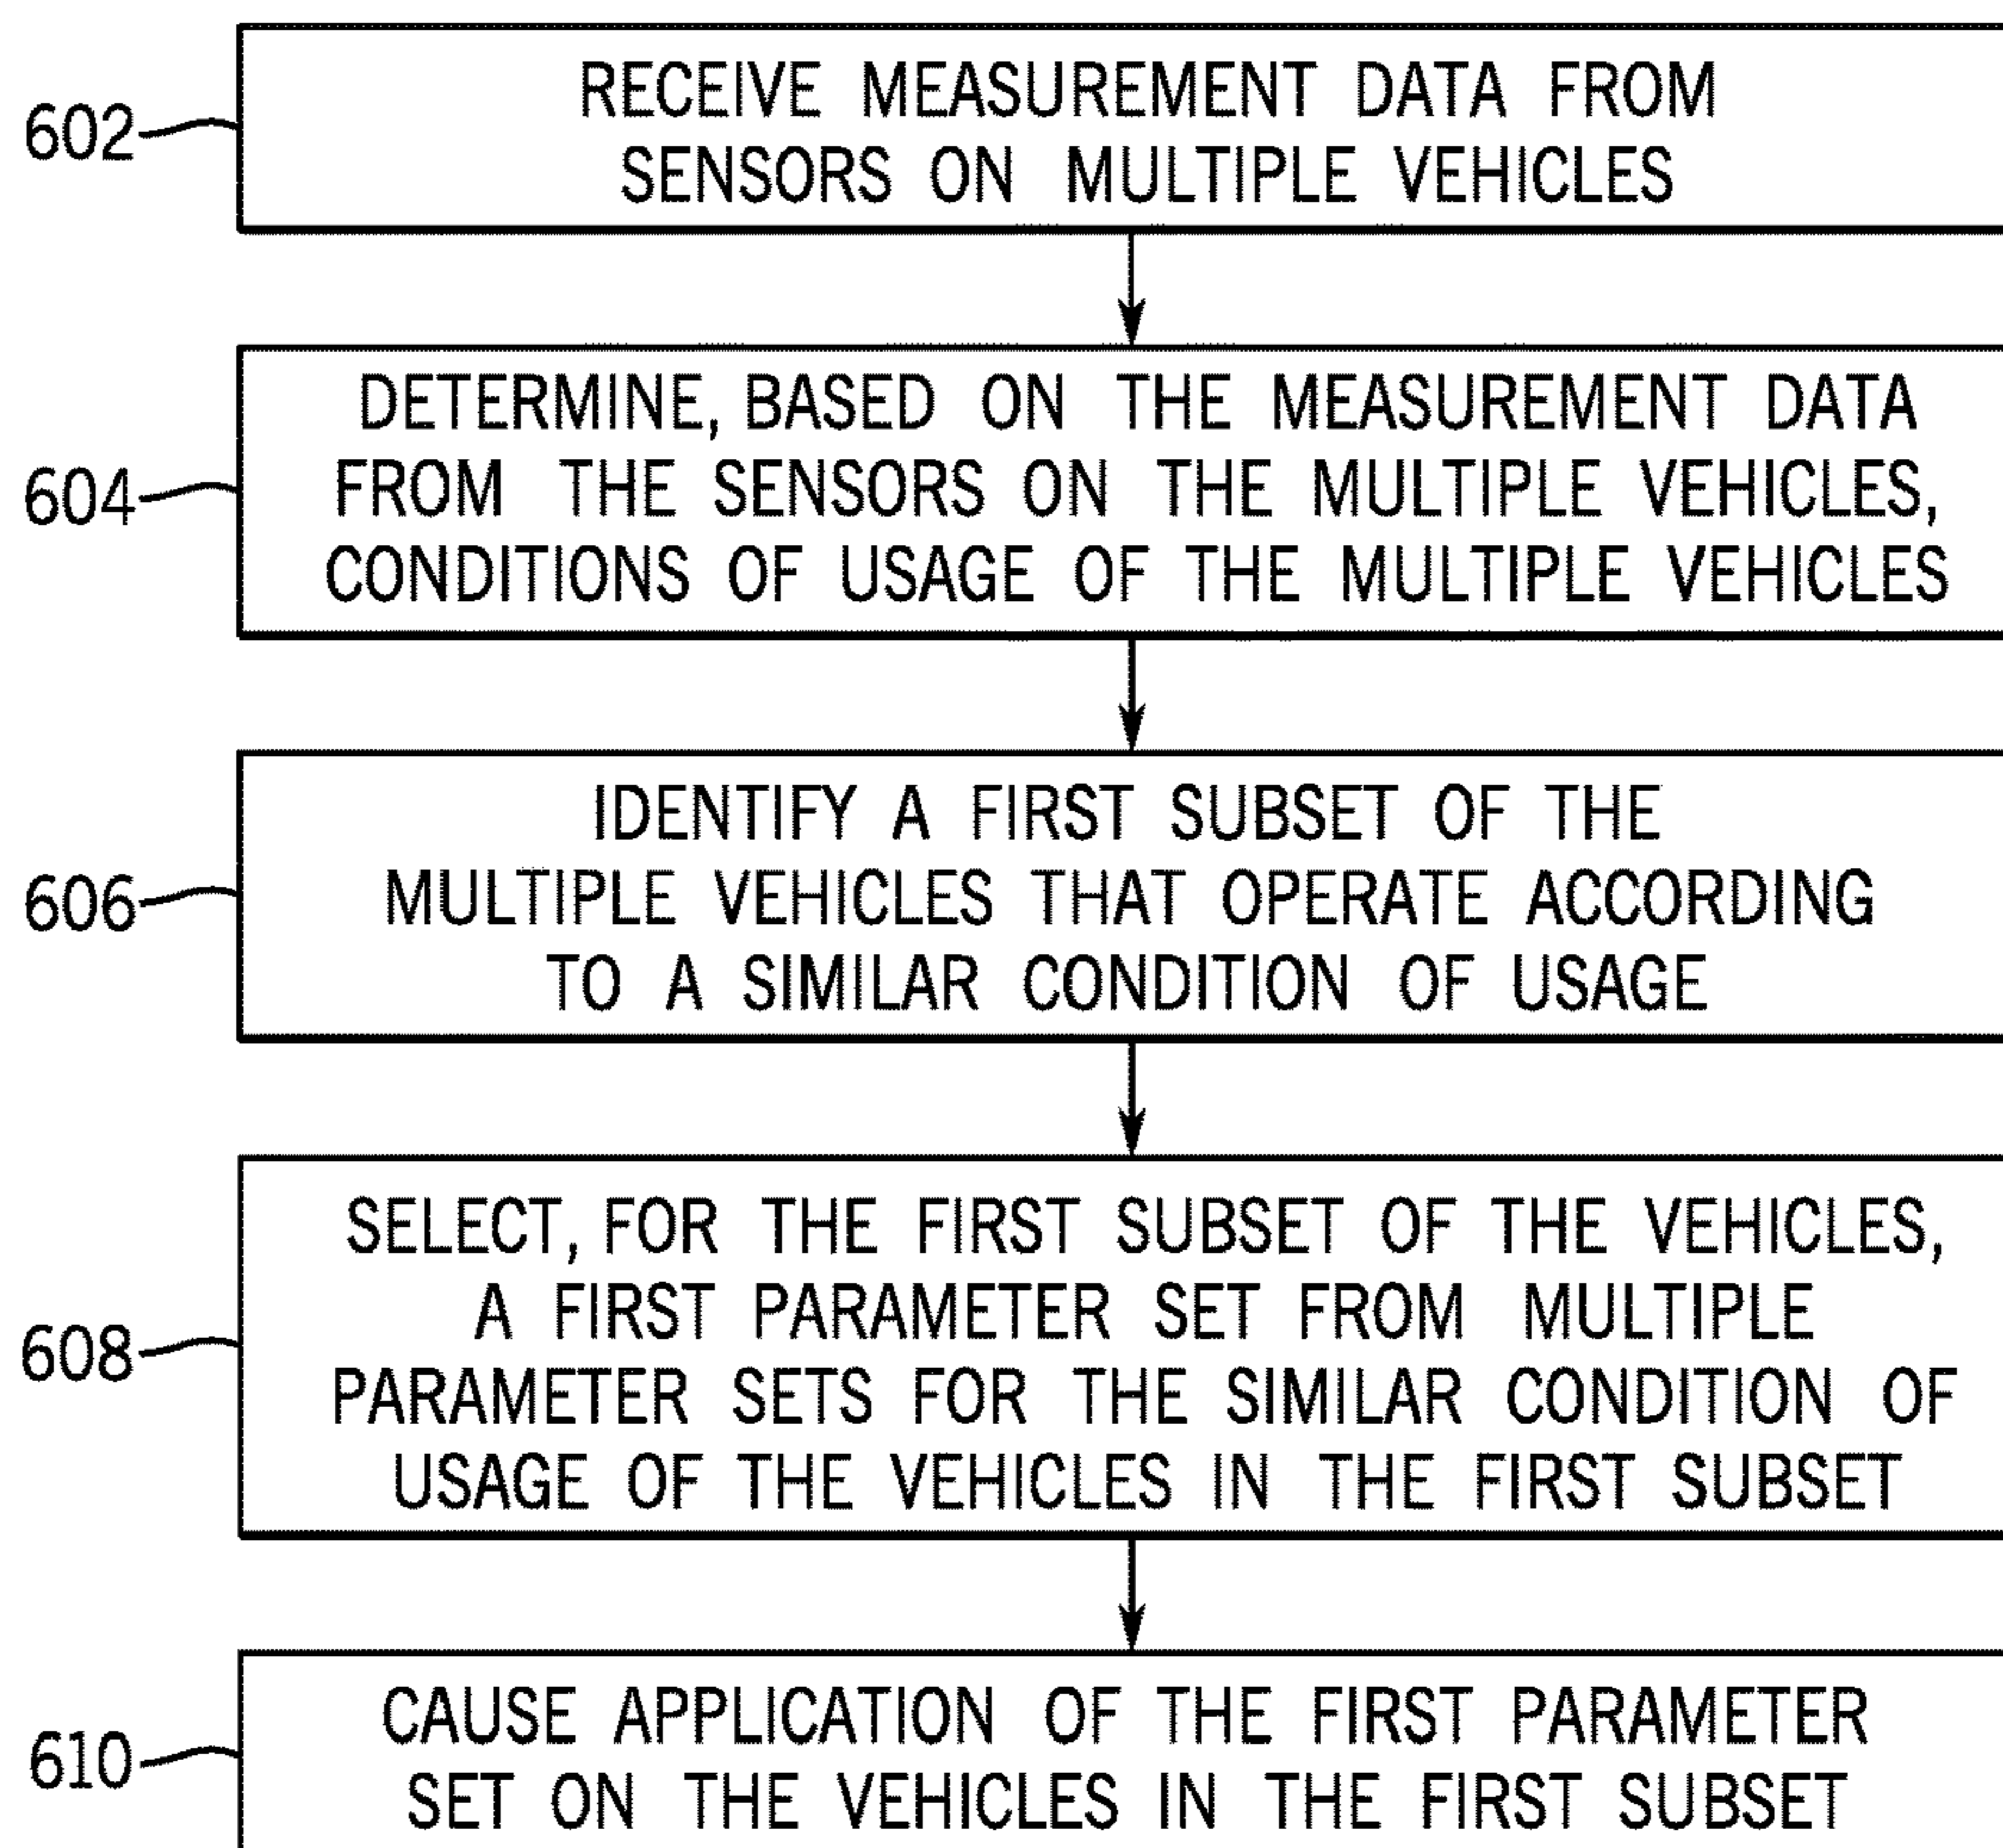 602
RECEIVE MEASUREMENT DATA FROM
SENSORS ON MULTIPLE VEHICLES
604
DETERMINE, BASED ON THE MEASUREMENT DATA
FROM THE SENSORS ON THE MULTIPLE VEHICLES,
CONDITIONS OF USAGE OF THE MULTIPLE VEHICLES
606
IDENTIFY A FIRST SUBSET OF THE
MULTIPLE VEHICLES THAT OPERATE ACCORDING
TO A SIMILAR CONDITION OF USAGE
608
SELECT, FOR THE FIRST SUBSET OF THE VEHICLES,
A FIRST PARAMETER SET FROM MULTIPLE
PARAMETER SETS FOR THE SIMILAR CONDITION OF
USAGE OF THE VEHICLES IN THE FIRST SUBSET
610
CAUSE APPLICATION OF THE FIRST PARAMETER
SET ON THE VEHICLES IN THE FIRST SUBSET